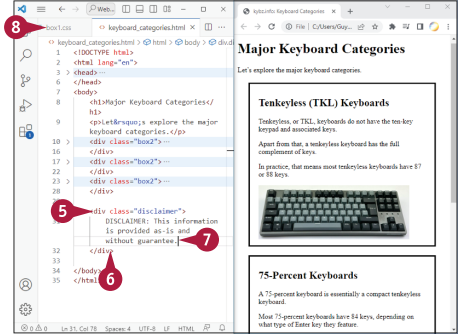 Web...
box1.css
keyboard_categories.html
keyboard_categories.html > html > body > div.di
1 <!DOCTYPE html>
2 <html lang="en">
3 > <head>...
6 </head>
7 <body>
8 <h1>Major Keyboard Categories</
h1>
9 <p>Let&rsquo;s explore the major
keyboard categories.</p>
10 > <div class="box2">...
16 </div>
17 > <div class="box2">...
22 </div>
23 > <div class="box2">...
28 </div>
<div class="disclaimer">
DISCLAIMER: This information
is provided as-is and
without guarantee.
32 </div>
33
34 </body>
35 </html>
0 0 Ln 31, Col 78 Spaces: 4 UTF-8 LF HTML
8
5
7
6
kybz.info Keyboard Categories
File | C:/Users/Guy...
Major Keyboard Categories
Let's explore the major keyboard categories.
Tenkeyless (TKL) Keyboards
Tenkeyless, or TKL, keyboards do not have the ten-key
keypad and associated keys.
Apart from that, a tenkeyless keyboard has the full
complement of keys.
In practice, that means most tenkeyless keyboards have 87
or 88 keys.
75-Percent Keyboards
A 75-percent keyboard is essentially a compact tenkeyless
keyboard.
Most 75-percent keyboards have 84 keys, depending on
what type of Enter key they feature.